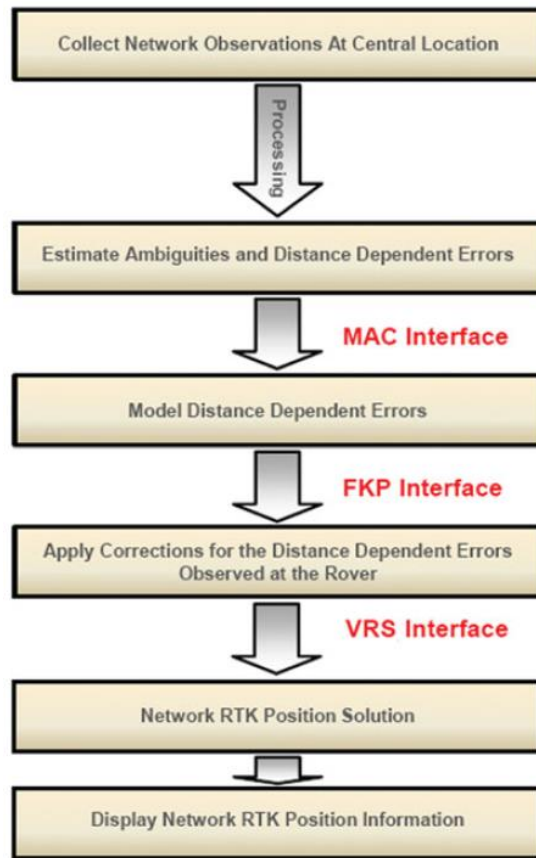 Collect Network Observations At Central Location
Processing
Estimate Ambiguities and Distance Dependent Errors
MAC Interface
Model Distance Dependent Errors
FKP Interface
Apply Corrections for the Distance Dependent Errors
Observed at the Rover
VRS Interface
Network RTK Position Solution
Display Network RTK Position Information